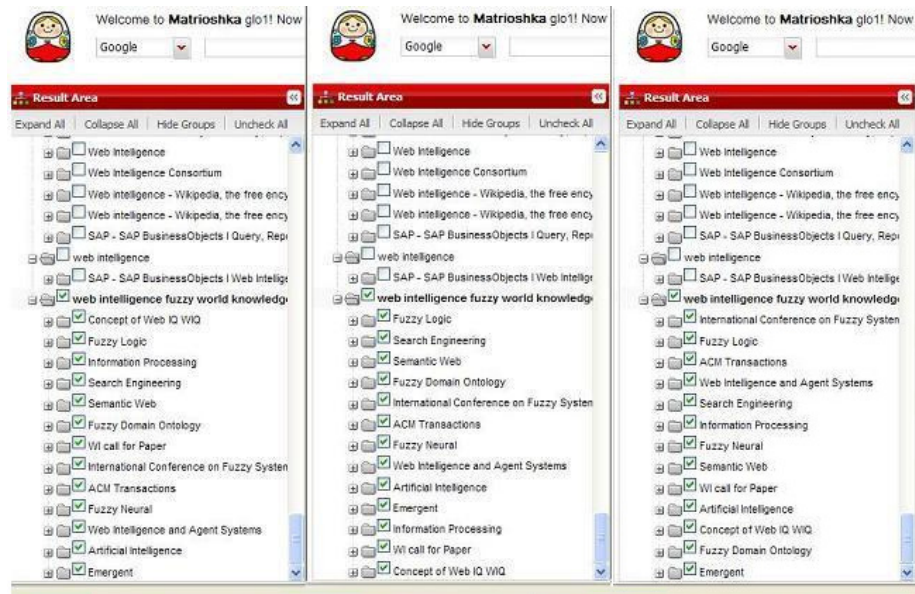 Welcome to Matrioshka glo1! Now
Google
Result Area
Expand All Collapse All Hide Groups Uncheck All
Web Intelligence
Web Intelligence Consortium
Web intelligence - Wikipedia, the free ency
Web intelligence - Wikipedia, the free ency
SAP - SAP BusinessObjects I Query, Repo
web intelligence
SAP - SAP BusinessObjects I Web Intellige
web intelligence fuzzy world knowledge
Concept of Web IQ WIQ
Fuzzy Logic
Information Processing
Search Engineering
Semantic Web
Fuzzy Domain Ontology
WI call for Paper
International Conference on Fuzzy System
ACM Transactions
Fuzzy Neural
Web Intelligence and Agent Systems
Artificial Intelligence
Emergent
Welcome to Matrioshka glo1! Now
Google
Result Area
Expand All Collapse All Hide Groups Uncheck All
Web Intelligence
Web Intelligence Consortium
Web intelligence - Wikipedia, the free ency
Web intelligence - Wikipedia, the free ency
SAP - SAP BusinessObjects I Query, Repo
web intelligence
SAP - SAP BusinessObjects I Web Intellige
web intelligence fuzzy world knowledge
Fuzzy Logic
Search Engineering
Semantic Web
Fuzzy Domain Ontology
International Conference on Fuzzy System
ACM Transactions
Fuzzy Neural
Web Intelligence and Agent Systems
Artificial Intelligence
Emergent
Information Processing
WI call for Paper
Concept of Web IQ WIQ
Welcome to Matrioshka glo1! Now
Google
Result Area
Expand All Collapse All Hide Groups Uncheck All
Web Intelligence
Web Intelligence Consortium
Web intelligence - Wikipedia, the free ency
Web intelligence - Wikipedia, the free ency
SAP - SAP BusinessObjects I Query, Repo
web intelligence
SAP - SAP BusinessObjects I Web Intellige
web intelligence fuzzy world knowledge
International Conference on Fuzzy System
Fuzzy Logic
ACM Transactions
Web Intelligence and Agent Systems
Search Engineering
Information Processing
Fuzzy Neural
Semantic Web
WI call for Paper
Artificial Intelligence
Concept of Web IQ WIQ
Fuzzy Domain Ontology
Emergent